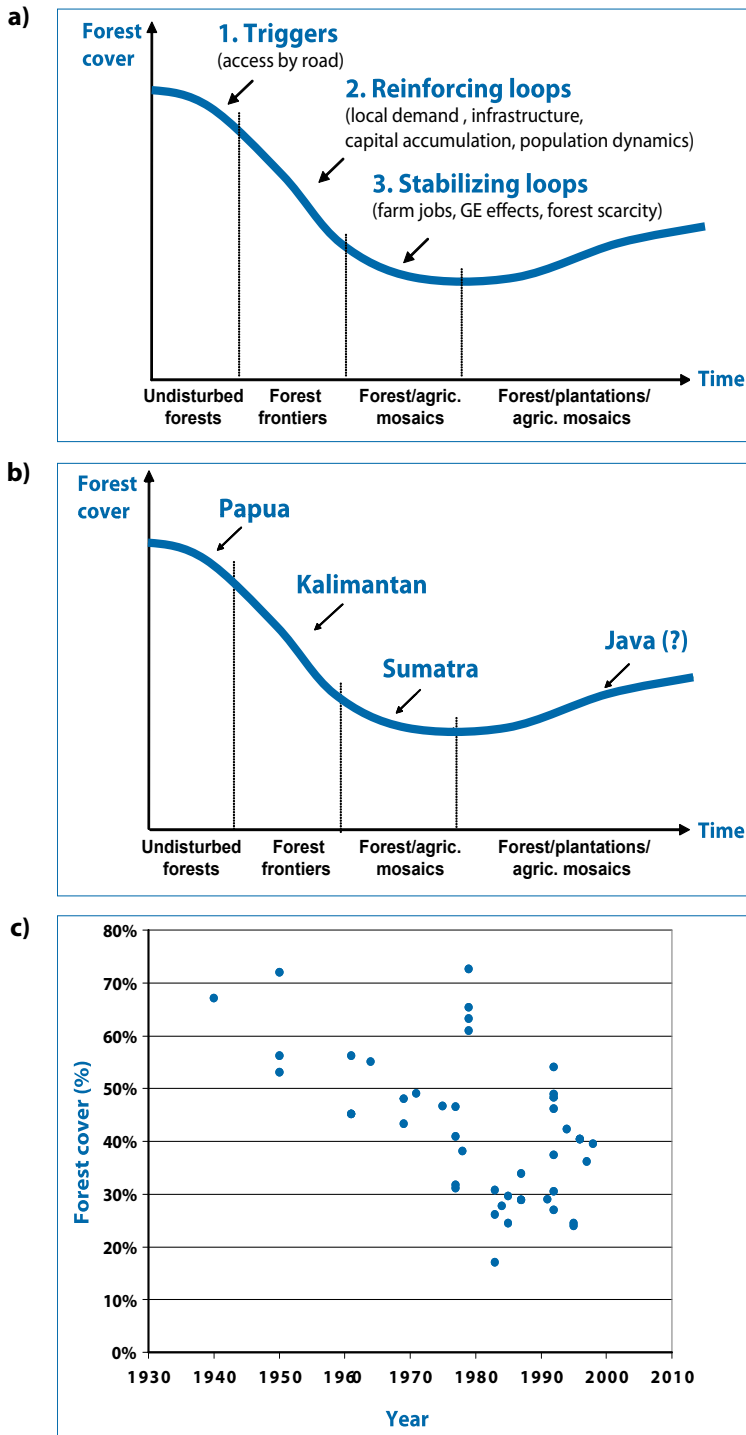 a)
Forest
cover
1. Triggers
(access by road)
2. Reinforcing loops
(local demand , infrastructure,
capital accumulation, population dynamics)
3. Stabilizing loops
(farm jobs, GE effects, forest scarcity)
Time
Undisturbed
forests
Forest
frontiers
Forest/agric.
mosaics
Forest/plantations/
agric. mosaics
b)
Forest
cover
Papua
Kalimantan
Sumatra
Java (?)
Time
Undisturbed
forests
Forest
frontiers
Forest/agric.
mosaics
Forest/plantations/
agric. mosaics
c)
Forest cover (%)
80%
70%
60%
50%
40%
30%
20%
10%
0%
1930 1940 1950 1960 1970 1980 1990 2000 2010
Year